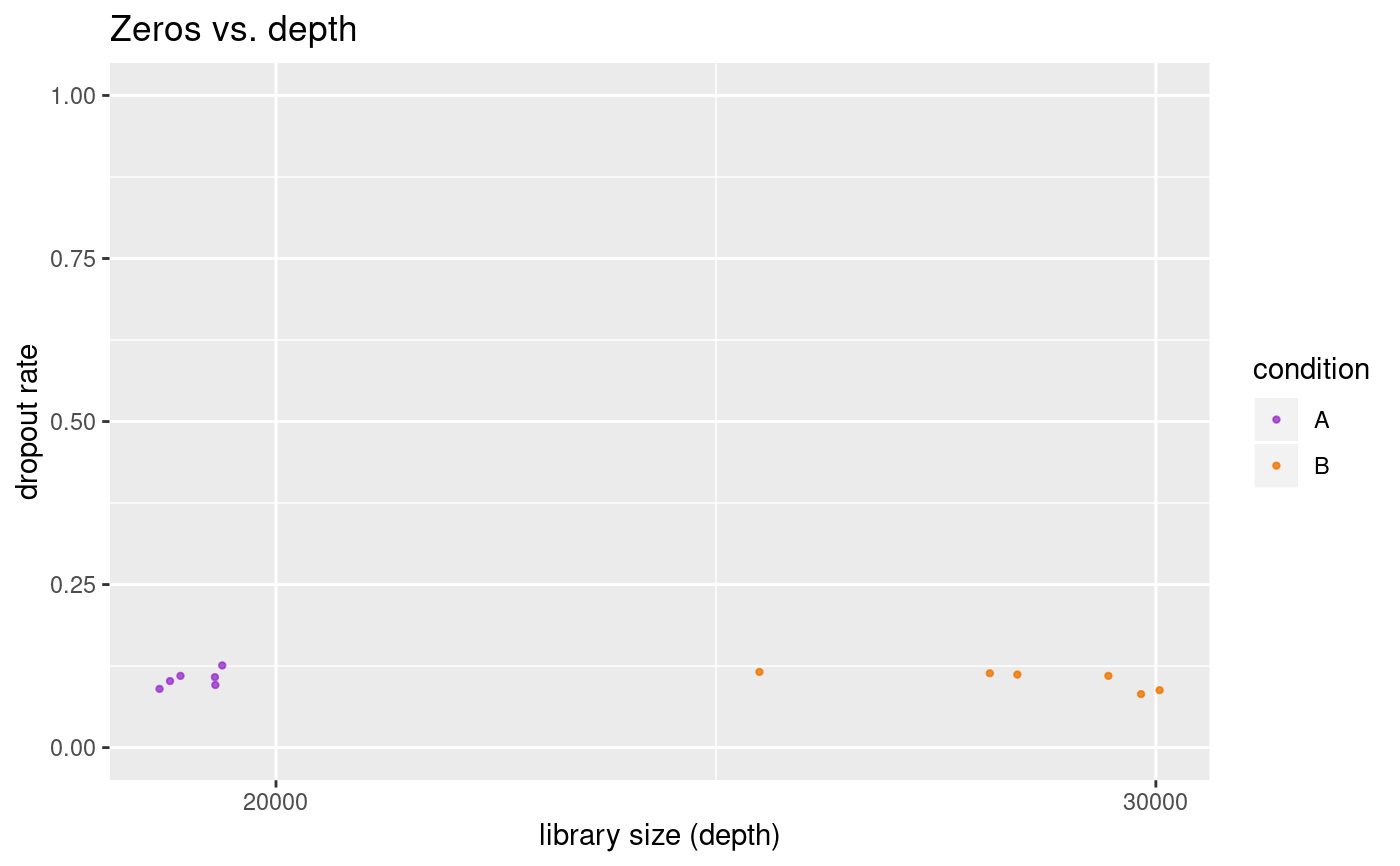 Zeros vs. depth
1.00
0.75
0.50
0.25
0.00
dropout rate
20000
30000
library size (depth)
condition
A
B